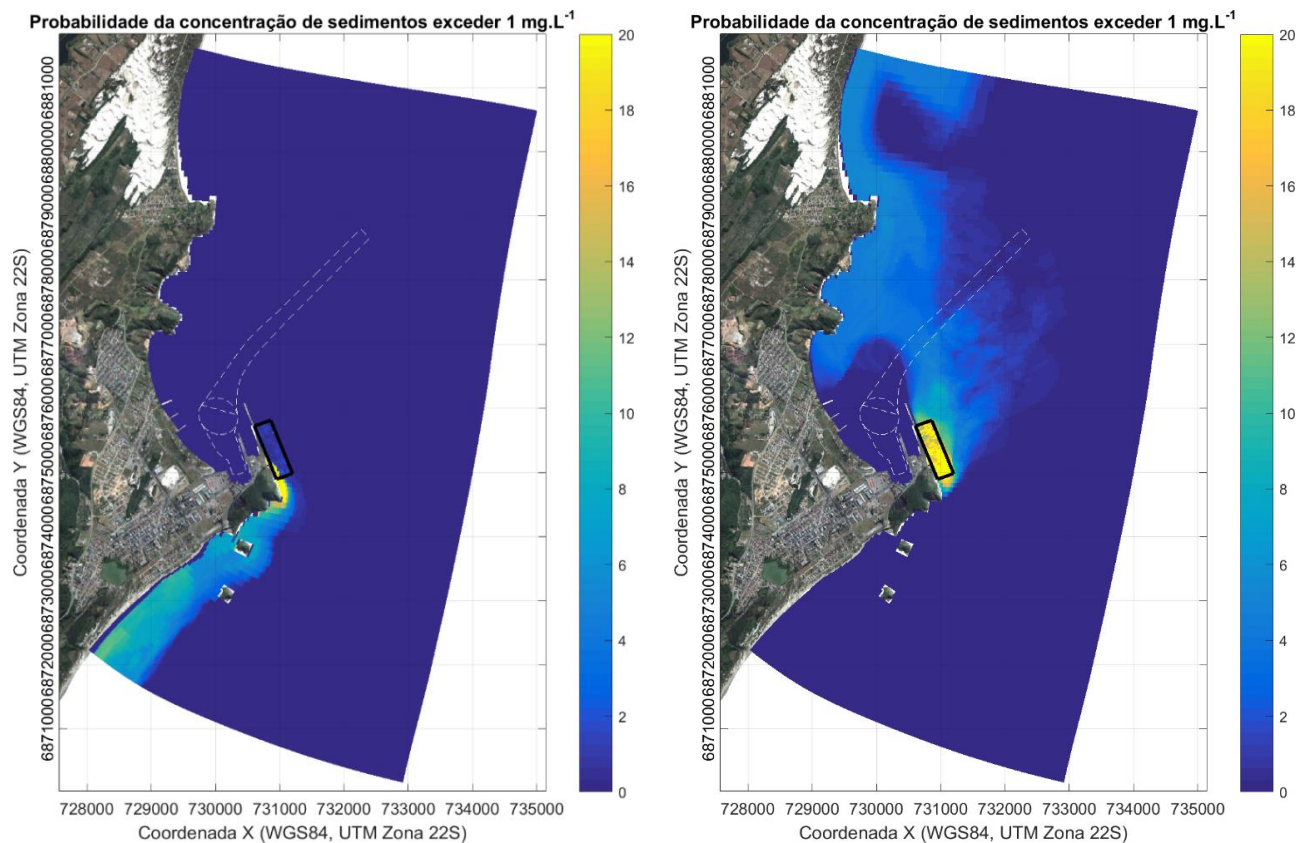 Probabilidade da concentração de sedimentos exceder 1 mg.L⁻¹
20
18
16
14
12
10
8
6
4
2
0
Coordenada Y (WGS84, UTM Zona 22S)
6871000 6872000 6873000 6874000 6875000 6876000 6877000 6878000 6879000 6880000 6881000
728000 729000 730000 731000 732000 733000 734000 735000
Coordenada X (WGS84, UTM Zona 22S)
Probabilidade da concentração de sedimentos exceder 1 mg.L⁻¹
20
18
16
14
12
10
8
6
4
2
0
Coordenada Y (WGS84, UTM Zona 22S)
6871000 6872000 6873000 6874000 6875000 6876000 6877000 6878000 6879000 6880000 6881000
728000 729000 730000 731000 732000 733000 734000 735000
Coordenada X (WGS84, UTM Zona 22S)